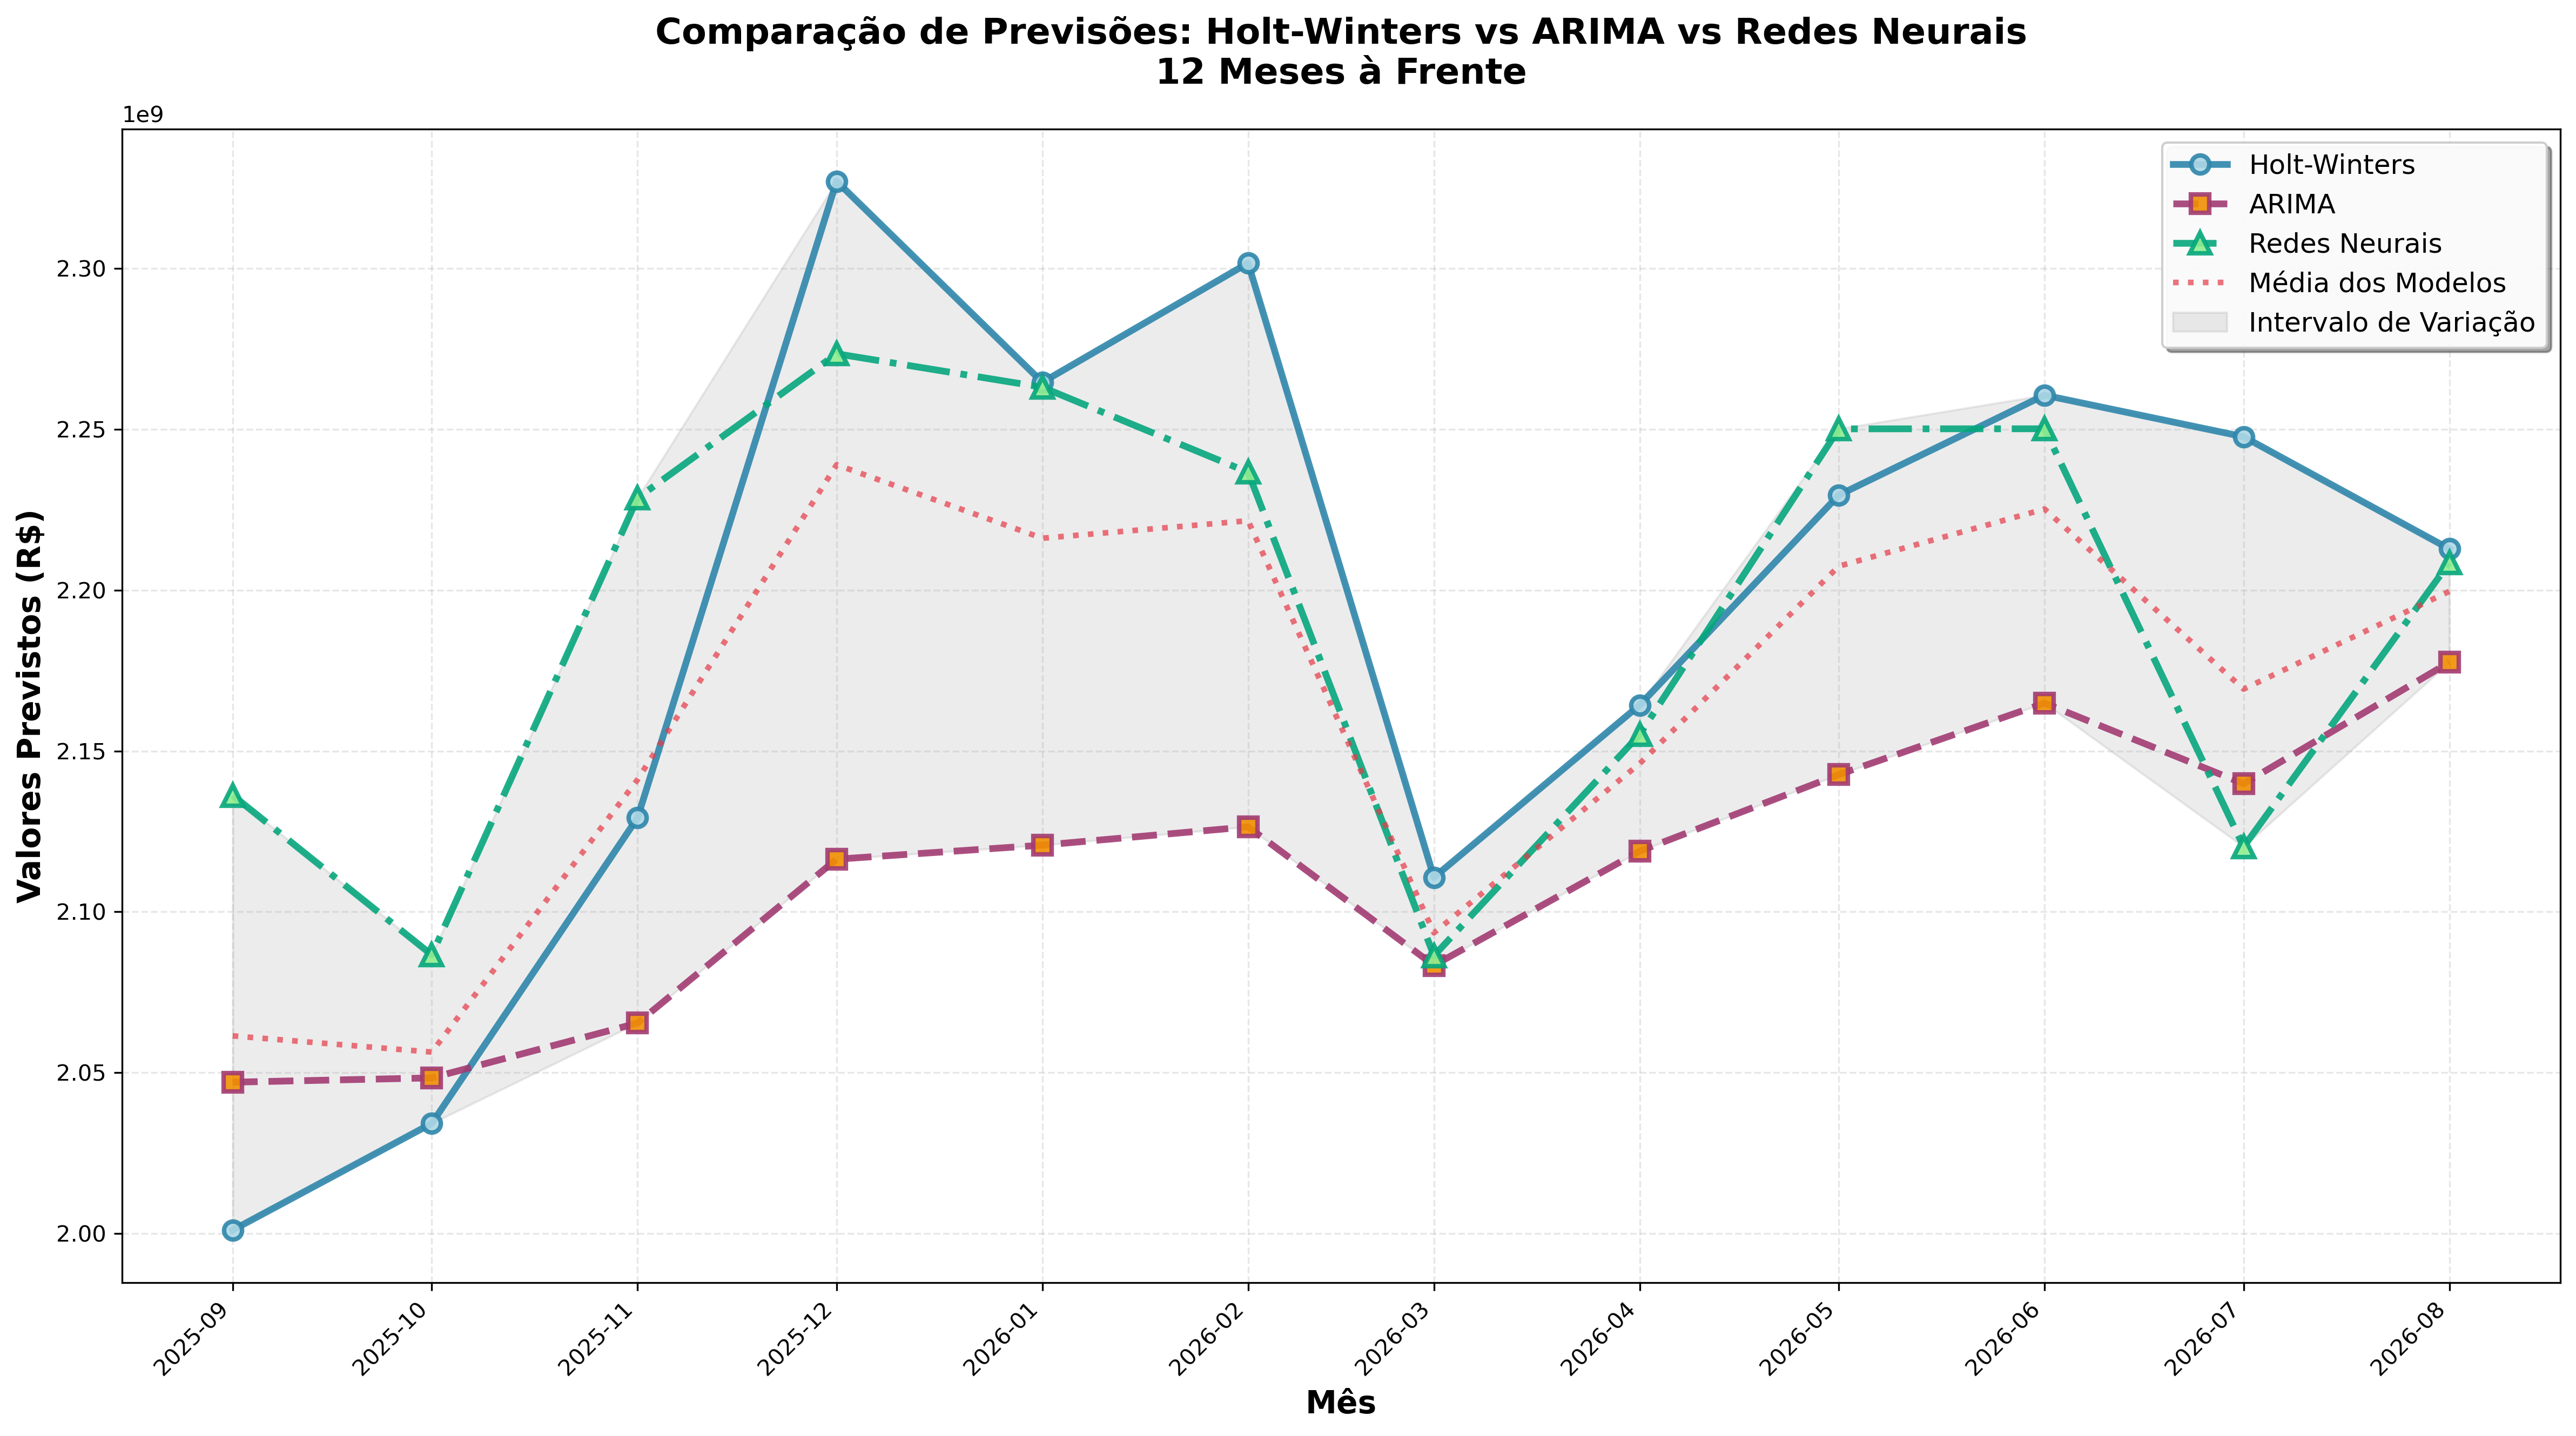 Comparação de Previsões: Holt-Winters vs ARIMA vs Redes Neurais
12 Meses à Frente
1e9
Holt-Winters
ARIMA
Redes Neurais
Média dos Modelos
Intervalo de Variação
Valores Previstos (R$)
2.30
2.25
2.20
2.15
2.10
2.05
2.00
2025-09
2025-10
2025-11
2025-12
2026-01
2026-02
2026-03
2026-04
2026-05
2026-06
2026-07
2026-08
Mês